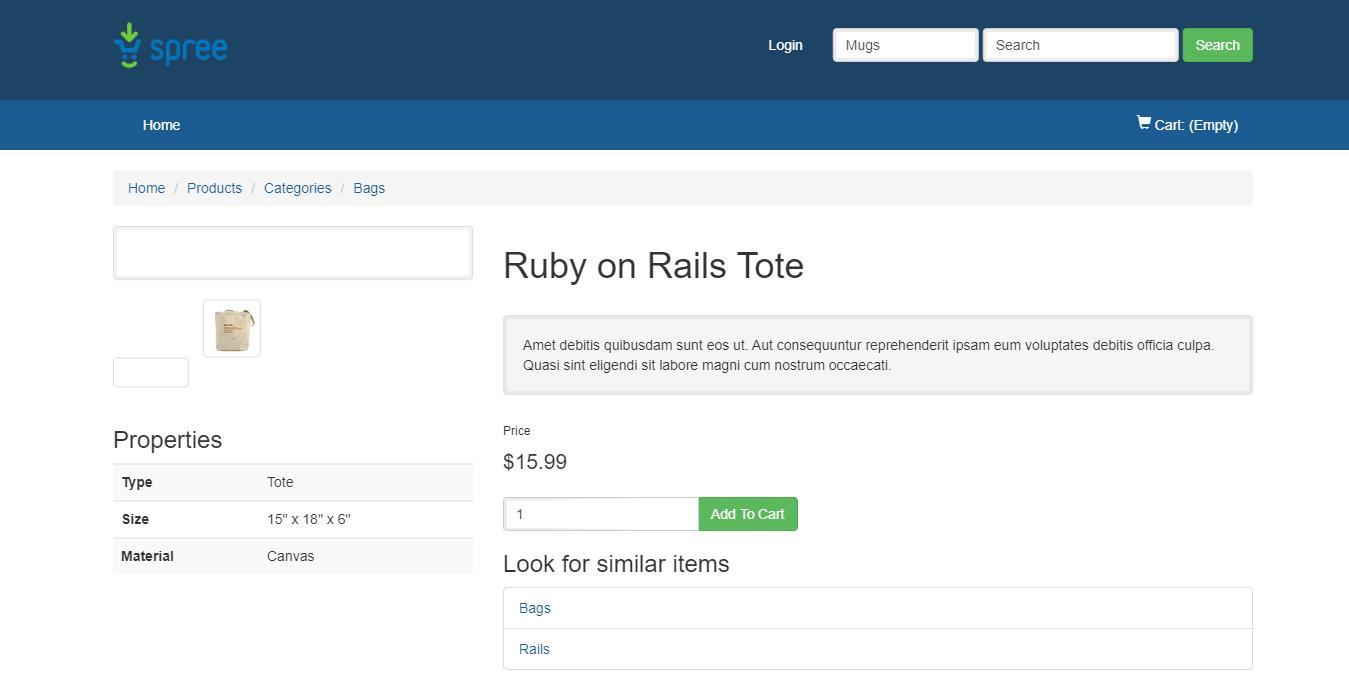 spree
Login
Mugs
Search
Search
Home
Cart: (Empty)
Home / Products / Categories / Bags
Ruby on Rails Tote
Amet debitis quibusdam sunt eos ut. Aut consequuntur reprehenderit ipsam eum voluptates debitis officia culpa.
Quasi sint eligendi sit labore magni cum nostrum occaecati.
Price
$15.99
1
Add To Cart
Properties
Type Tote
Size 15" x 18" x 6"
Material Canvas
Look for similar items
Bags
Rails